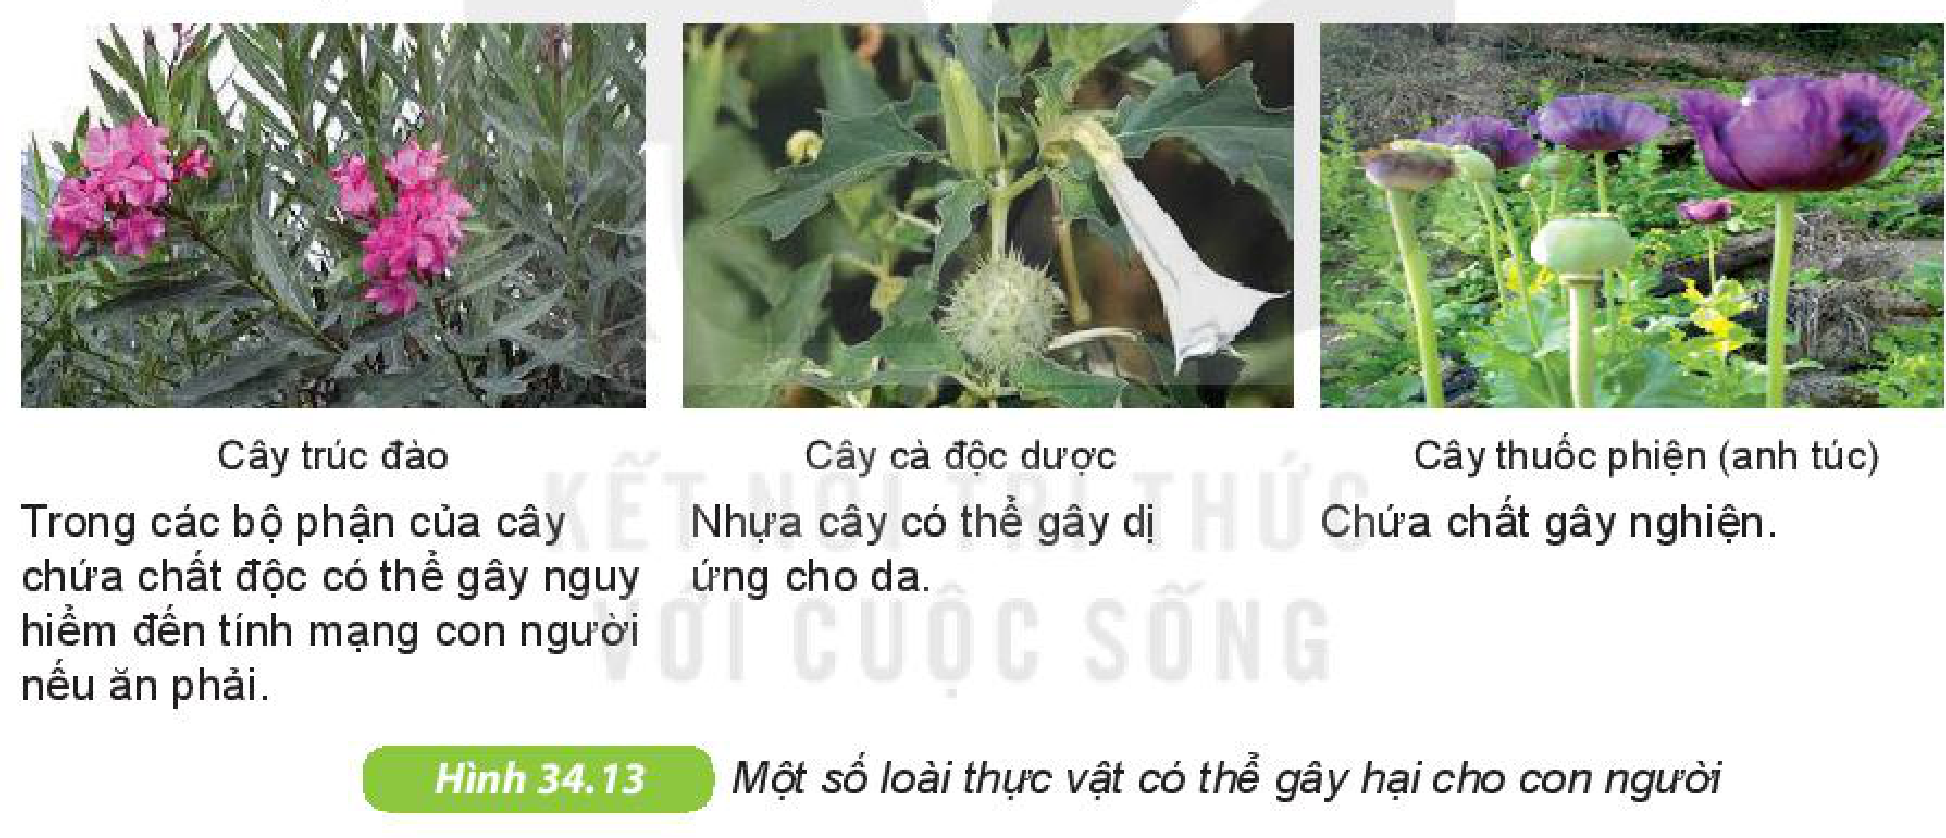 Cây trúc đào
Trong các bộ phận của cây
chứa chất độc có thể gây nguy
hiểm đến tính mạng con người
nếu ăn phải.
Cây cà độc dược
Nhựa cây có thể gây dị
ứng cho da.
Cây thuốc phiện (anh túc)
Chứa chất gây nghiện.
KẾT NỐI TRI THỨC
VỚI CUỘC SỐNG
Hình 34.13 Một số loài thực vật có thể gây hại cho con người